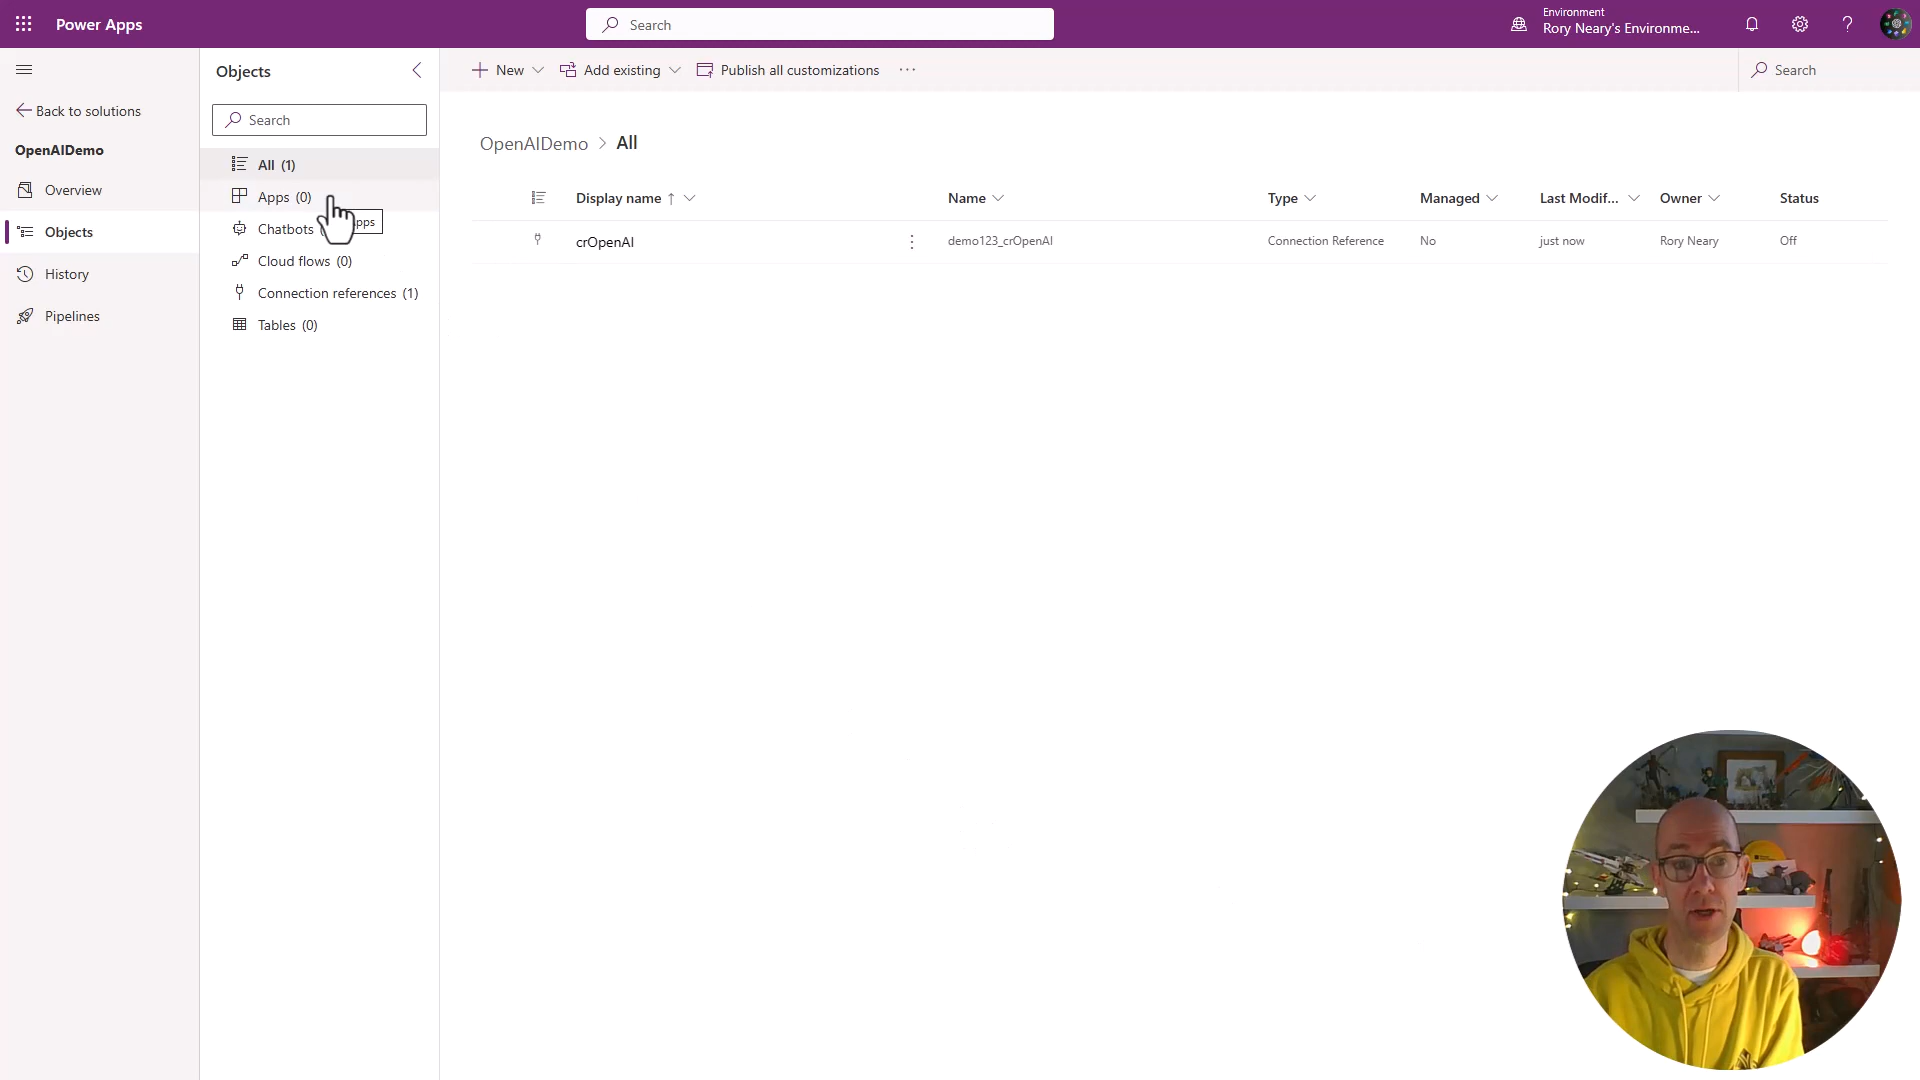 Power Apps
Search
Environment
Rory Neary's Environme...
Back to solutions
OpenAIDemo
Overview
Objects
History
Pipelines
Objects
Search
All (1)
Apps (0)
Chatbots
Cloud flows (0)
Connection references (1)
Tables (0)
New
Add existing
Publish all customizations
Search
OpenAIDemo > All
Display name ↑ Name Type Managed Last Modif... Owner Status
crOpenAI demo123_crOpenAI Connection Reference No just now Rory Neary Off